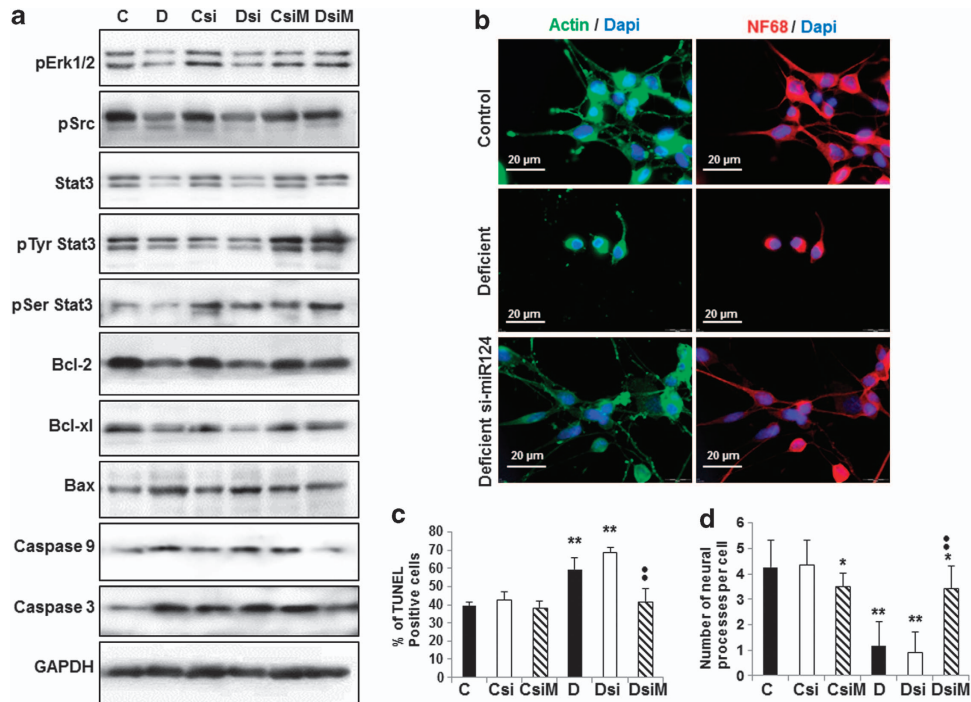 a
C D Csi Dsi CsiM DsiM
pErk1/2
pSrc
Stat3
pTyr Stat3
pSer Stat3
Bcl-2
Bcl-xl
Bax
Caspase 9
Caspase 3
GAPDH
b
Actin / Dapi NF68 / Dapi
Control
20 µm 20 µm
Deficient
20 µm 20 µm
Deficient si-miR124
20 µm 20 µm
c
% of TUNEL
Positive cells
80
70
60
50
40
30
20
10
0
** ** ••
C Csi CsiM D Dsi DsiM
d
Number of neural
processes per cell
6
5
4
3
2
1
0
* ** ** •• *
C Csi CsiM D Dsi DsiM